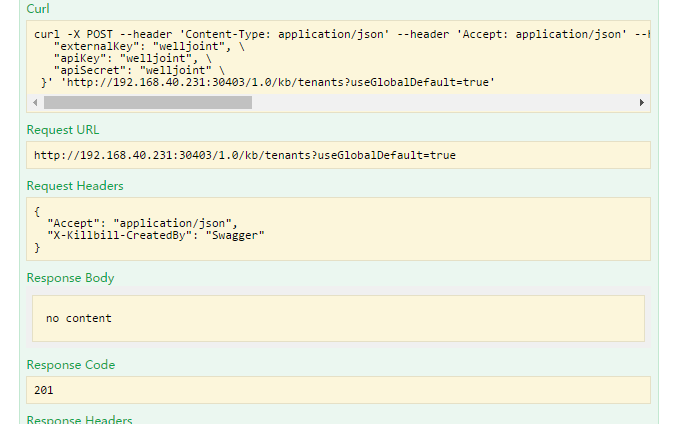 Curl
curl -X POST --header 'Content-Type: application/json' --header 'Accept: application/json' --h
"externalKey": "welljoint", \
"apiKey": "welljoint", \
"apiSecret": "welljoint" \
}' 'http://192.168.40.231:30403/1.0/kb/tenants?useGlobalDefault=true'
Request URL
http://192.168.40.231:30403/1.0/kb/tenants?useGlobalDefault=true
Request Headers
{
"Accept": "application/json",
"X-Killbill-CreatedBy": "Swagger"
}
Response Body
no content
Response Code
201
Response Headers